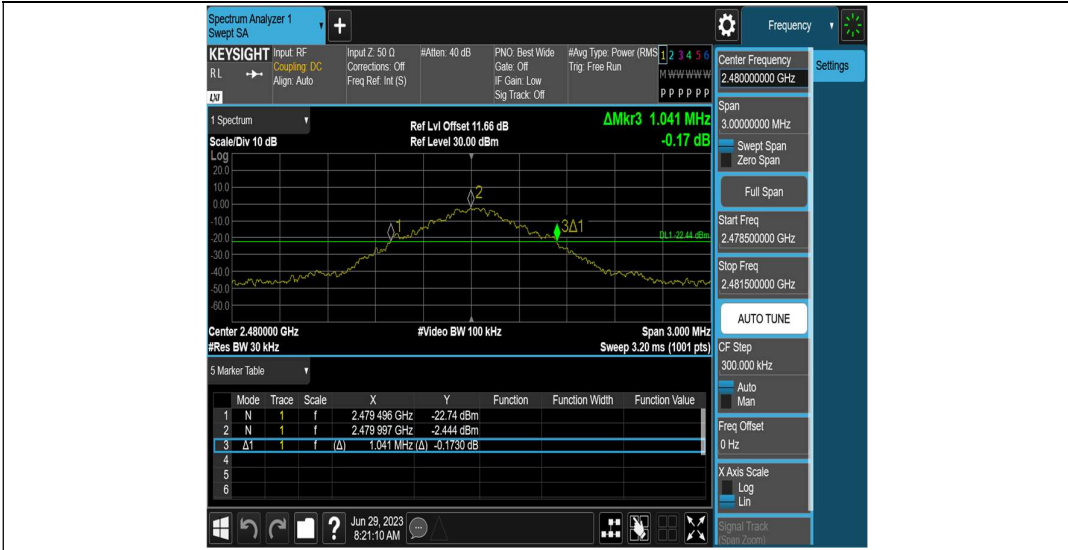 Spectrum Analyzer 1
Swept SA
+
Frequency
KEYSIGHT
RL
LXI
Input: RF
Coupling: DC
Align: Auto
Input Z: 50 Ω
Corrections: Off
Freq Ref: Int (S)
#Atten: 40 dB
PNO: Best Wide
Gate: Off
IF Gain: Low
Sig Track: Off
#Avg Type: Power (RMS
Trig: Free Run
1 2 3 4 5 6
M W W W W W
P P P P P P
1 Spectrum
Scale/Div 10 dB
Ref Lvl Offset 11.66 dB
Ref Level 30.00 dBm
ΔMkr3 1.041 MHz
-0.17 dB
Log
20.0
10.0
0.00
-10.0
-20.0
-30.0
-40.0
-50.0
-60.0
1
2
3Δ1
DL1 -22.44 dBm
Center 2.480000 GHz
#Res BW 30 kHz
#Video BW 100 kHz
Span 3.000 MHz
Sweep 3.20 ms (1001 pts)
5 Marker Table
Mode Trace Scale X Y Function Function Width Function Value
1 N 1 f 2.479 496 GHz -22.74 dBm
2 N 1 f 2.479 997 GHz -2.444 dBm
3 Δ1 1 f (Δ) 1.041 MHz (Δ) -0.1730 dB
4
5
6
?
Jun 29, 2023
8:21:10 AM
Center Frequency
2.480000000 GHz
Settings
Span
3.00000000 MHz
Swept Span
Zero Span
Full Span
Start Freq
2.478500000 GHz
Stop Freq
2.481500000 GHz
AUTO TUNE
CF Step
300.000 kHz
Auto
Man
Freq Offset
0 Hz
X Axis Scale
Log
Lin
Signal Track
(Span Zoom)